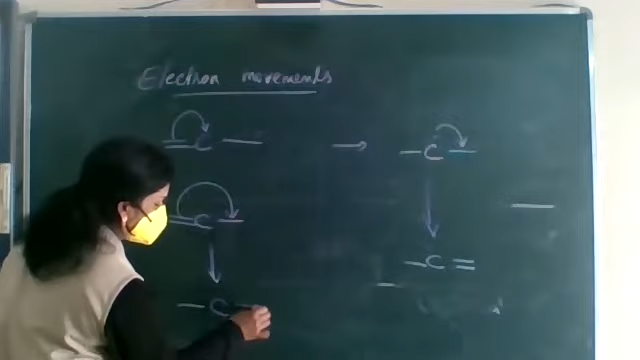 Electron movements
=C — → -C —
=C — —
-C =
-C